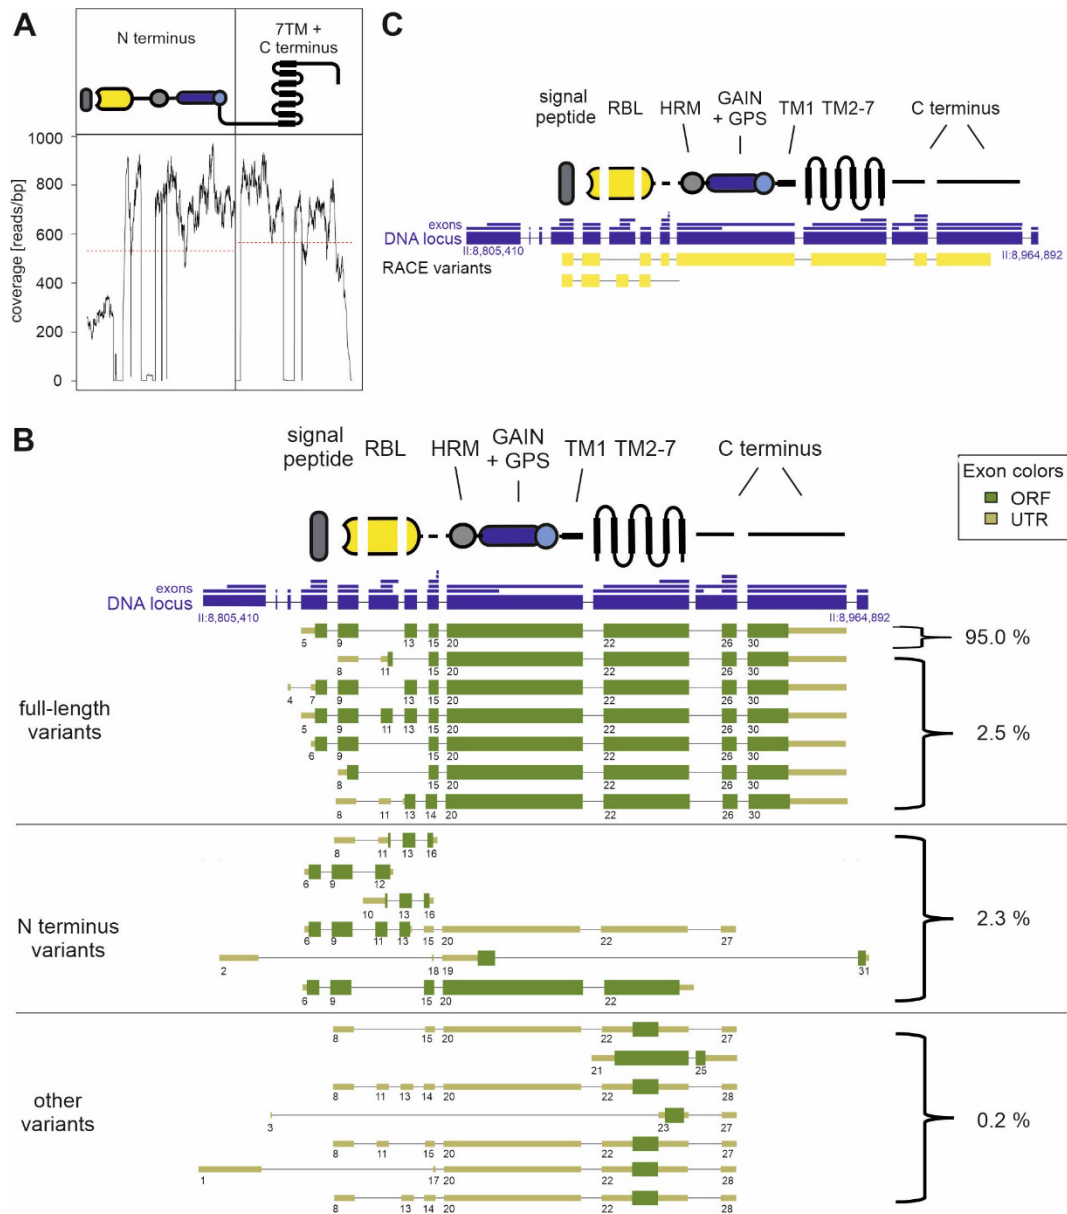 A
N terminus
7TM +
C terminus
coverage [reads/bp]
1000
800
600
400
200
0
C
signal
peptide
RBL
HRM
GAIN
+ GPS
TM1 TM2-7
C terminus
exons
DNA locus
II:8,805,410
II:8,964,892
RACE variants
B
signal
peptide
RBL
HRM
GAIN
+ GPS
TM1 TM2-7
C terminus
Exon colors
ORF
UTR
exons
DNA locus
II:8,805,410
II:8,964,892
full-length
variants
5 9 13 15 20 22 26 30
95.0 %
8 11 15 20 22 26 30
4 7 9 13 15 20 22 26 30
5 9 11 13 15 20 22 26 30
6 9 15 20 22 26 30
8 15 20 22 26 30
8 11 13 14 20 22 26 30
2.5 %
N terminus
variants
8 11 13 16
6 9 12
10 13 16
6 9 11 13 15 20 22 27
2 18 19 31
6 9 15 20 22
2.3 %
other
variants
8 15 20 22 27
21 25
8 11 13 14 20 22 28
3 23 27
8 11 15 20 22 27
1 17 20 22 28
8 13 14 20 22 28
0.2 %